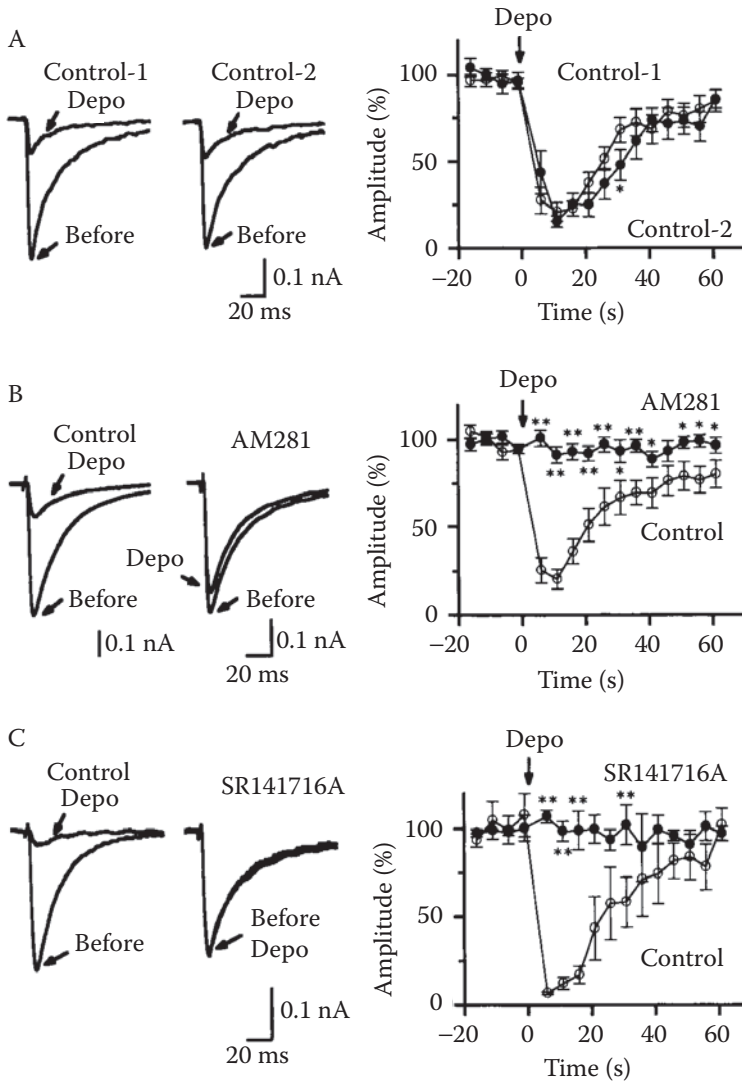 A
Control-1
Depo
Before
Control-2
Depo
Before
0.1 nA
20 ms
Depo
Control-1
Control-2
Amplitude (%)
100
50
0
−20 0 20 40 60
*
Time (s)
B
Control
Depo
Before
0.1 nA
AM281
Depo
Before
0.1 nA
20 ms
Depo
AM281
Control
Amplitude (%)
100
50
0
** ** ** ** * * *
** ** *
*
−20 0 20 40 60
Time (s)
C
Control
Depo
Before
SR141716A
Before
Depo
0.1 nA
20 ms
Depo
SR141716A
Control
Amplitude (%)
100
50
0
** ** **
**
−20 0 20 40 60
Time (s)